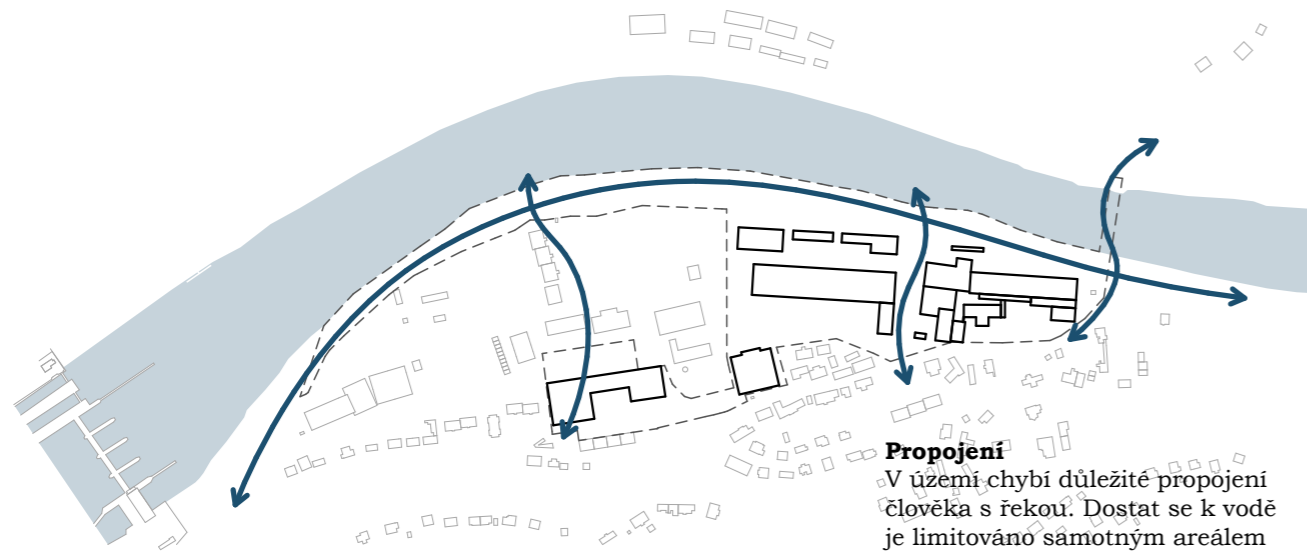 Propojení
V území chybí důležité propojení
člověka s řekou. Dostat se k vodě
je limitováno samotným areálem